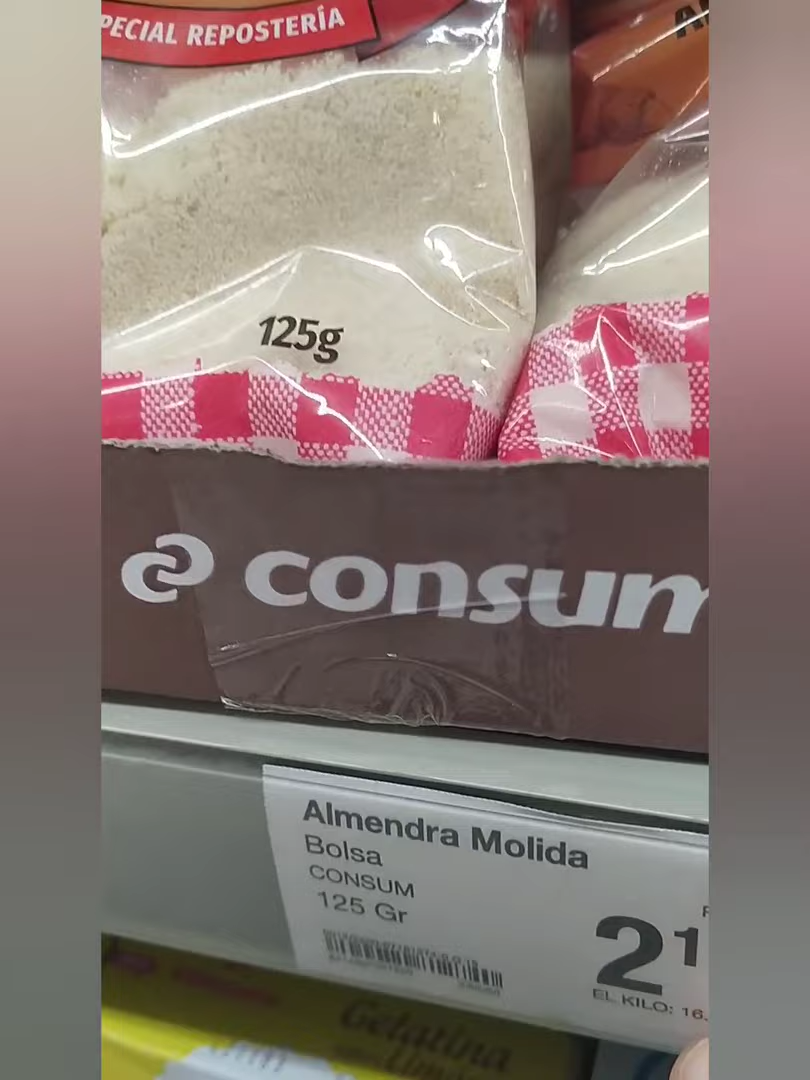 PECIAL REPOSTERÍA
125g
consum
Almendra Molida
Bolsa
CONSUM
125 Gr
21
EL KILO: 16.
Gelatina